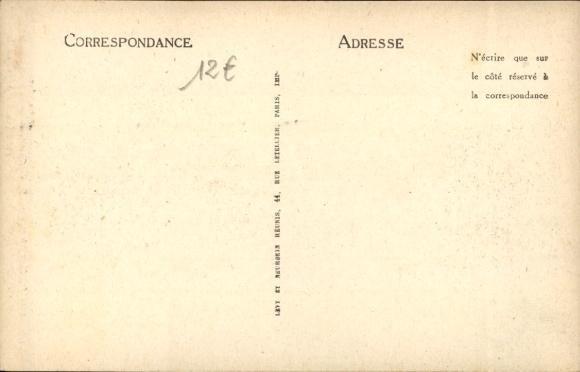 CORRESPONDANCE
12€
ADRESSE
N'écrire que sur
le côté réservé à
la correspondance
LÉVY ET NEURDEIN RÉUNIS, 44, RUE LETELLIER, PARIS, IMP.